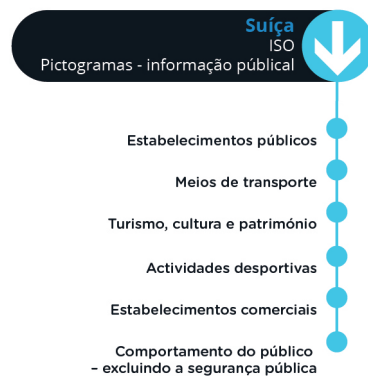 Suíça
ISO
Pictogramas - informação públical
Estabelecimentos públicos
Meios de transporte
Turismo, cultura e património
Actividades desportivas
Estabelecimentos comerciais
Comportamento do público
– excluindo a segurança pública